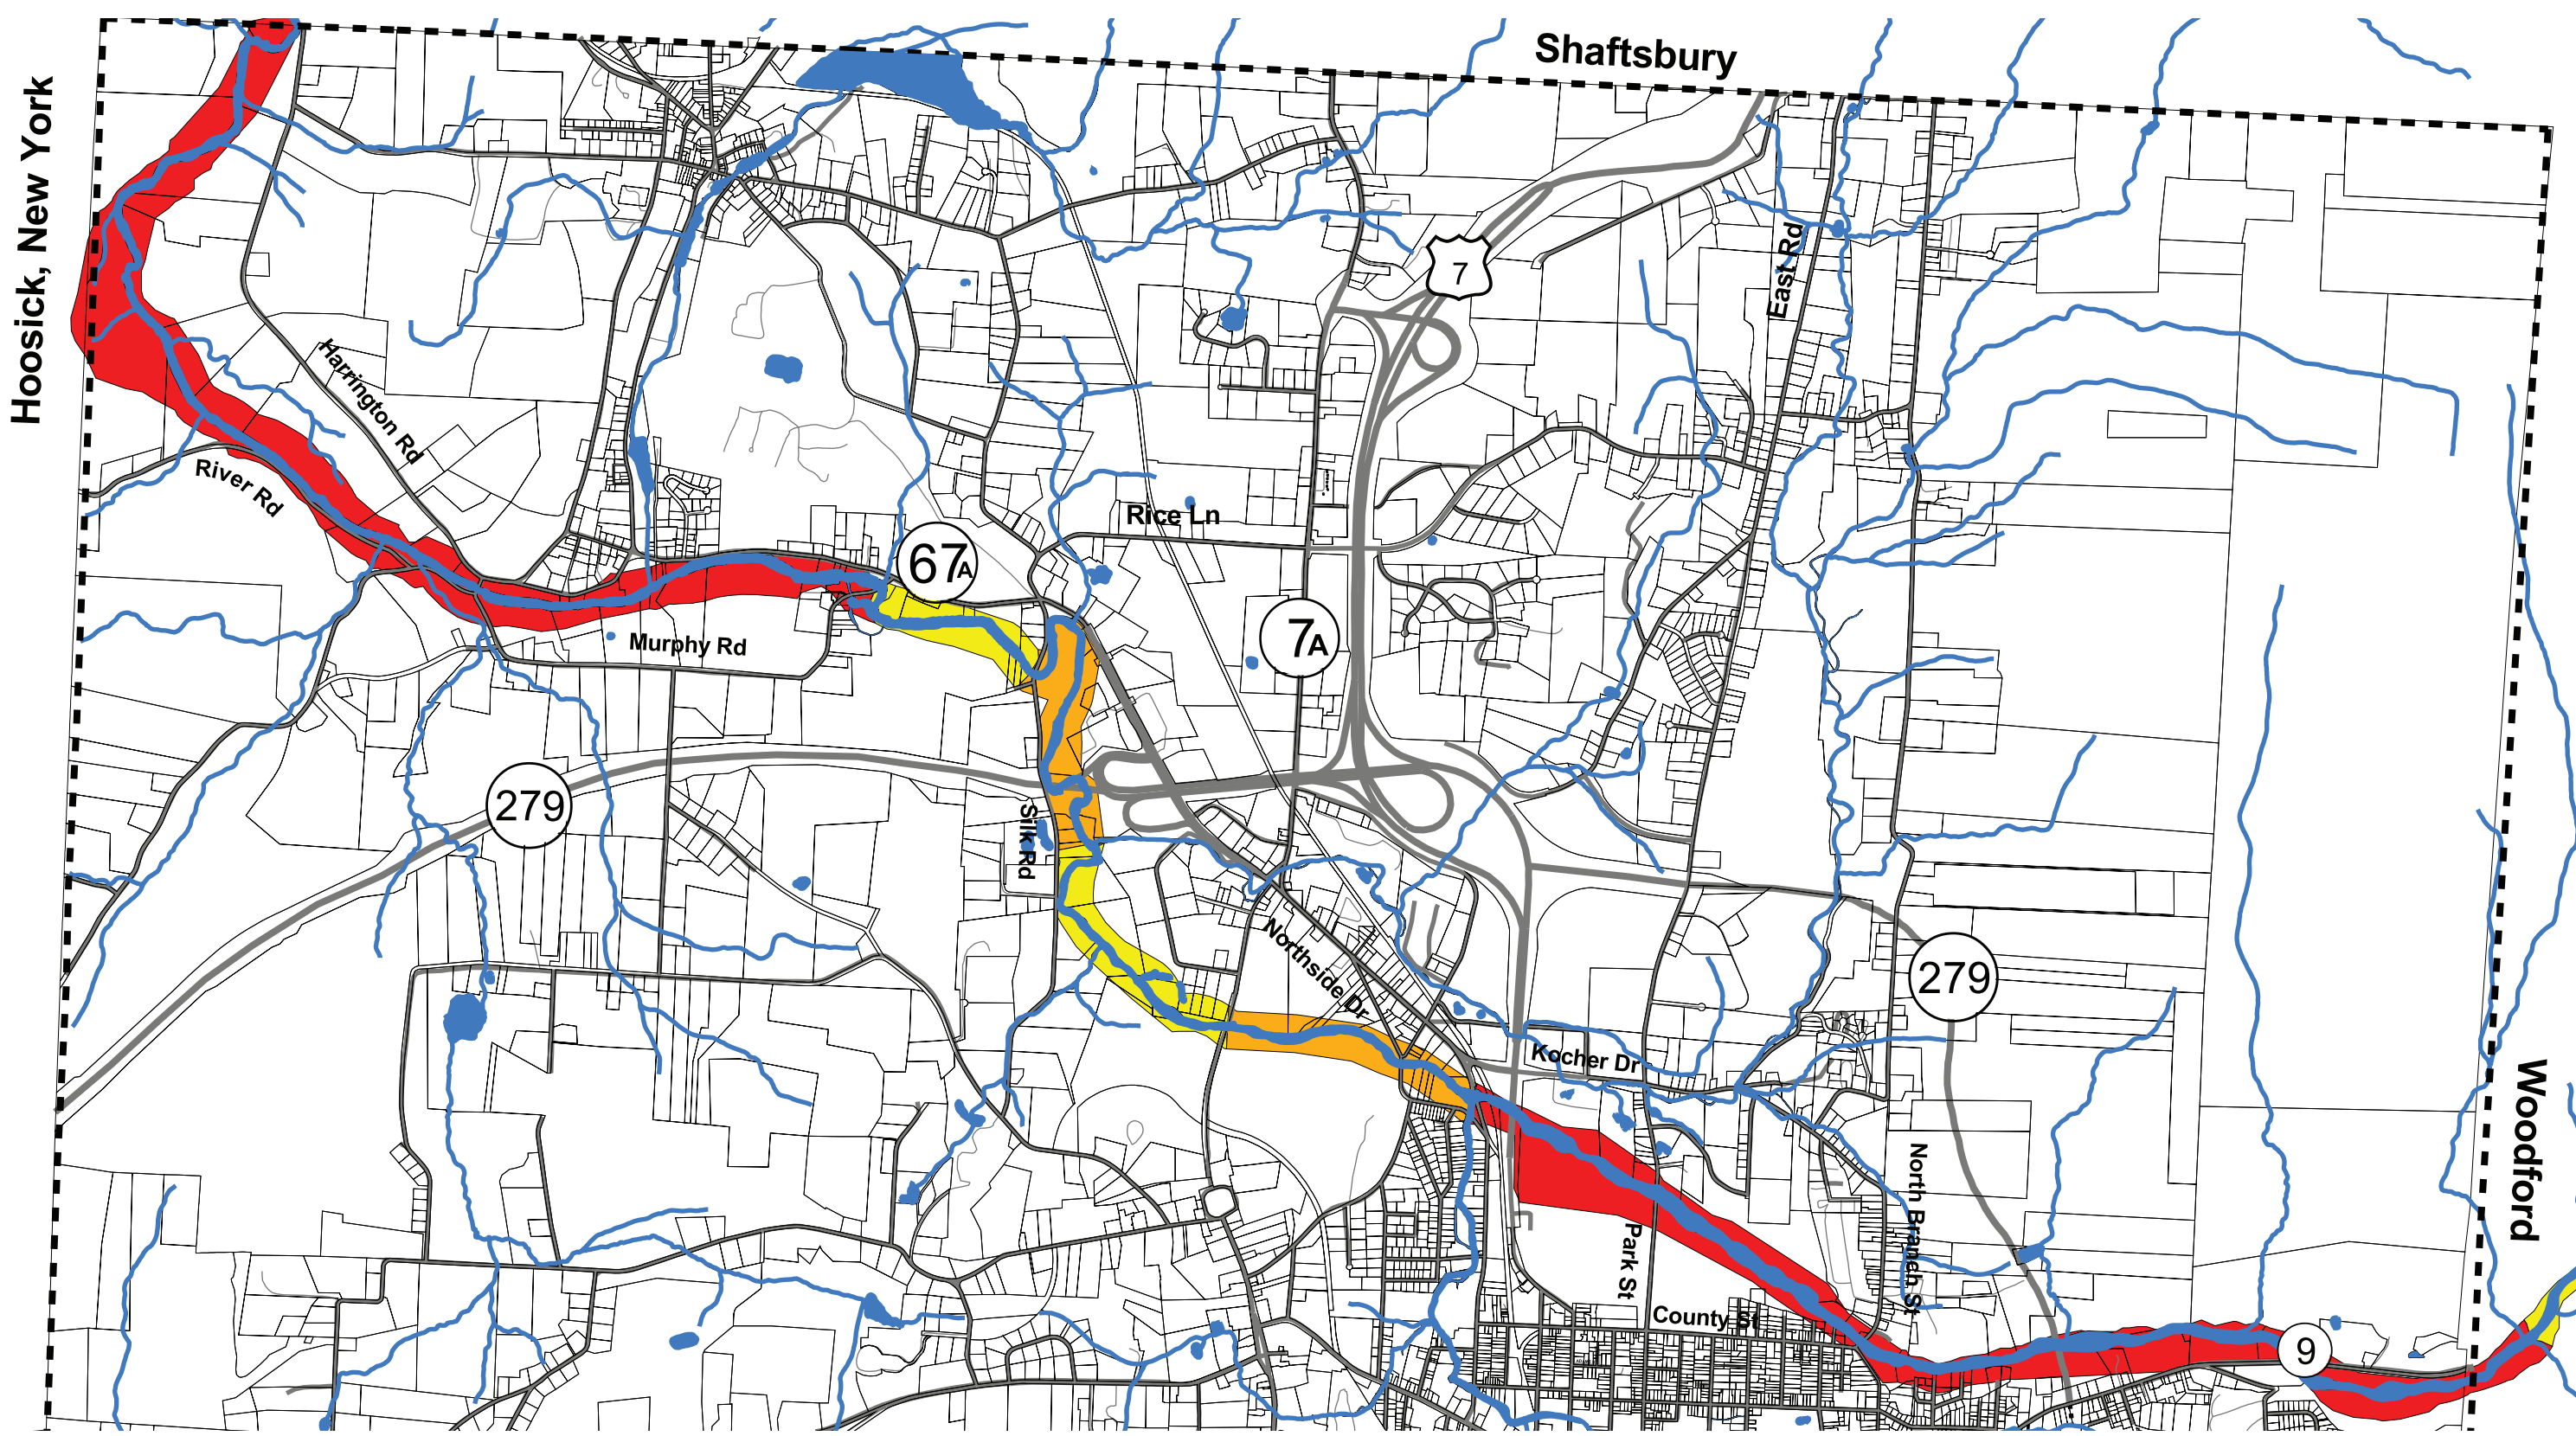 Shaftsbury
Hoosick, New York
7
East Rd
Harrington Rd
River Rd
Rice Ln
67A
7A
Murphy Rd
279
Silk Rd
Northside Dr
279
Kocher Dr
Woodford
North Branch St
Park St
County St
9